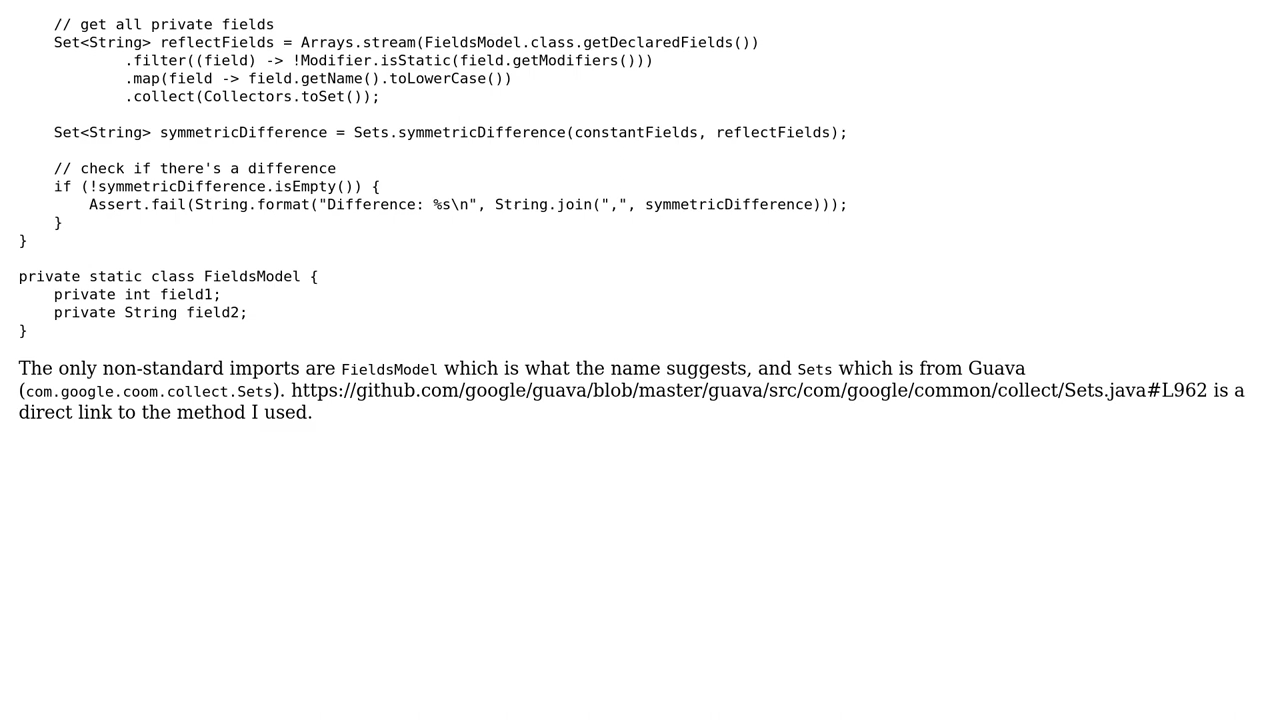 // get all private fields
Set<String> reflectFields = Arrays.stream(FieldsModel.class.getDeclaredFields())
.filter((field) -> !Modifier.isStatic(field.getModifiers()))
.map(field -> field.getName().toLowerCase())
.collect(Collectors.toSet());
Set<String> symmetricDifference = Sets.symmetricDifference(constantFields, reflectFields);
// check if there's a difference
if (!symmetricDifference.isEmpty()) {
Assert.fail(String.format("Difference: %s\n", String.join(",", symmetricDifference)));
}
}
private static class FieldsModel {
private int field1;
private String field2;
}
The only non-standard imports are FieldsModel which is what the name suggests, and Sets which is from Guava
(com.google.coom.collect.Sets). https://github.com/google/guava/blob/master/guava/src/com/google/common/collect/Sets.java#L962 is a
direct link to the method I used.